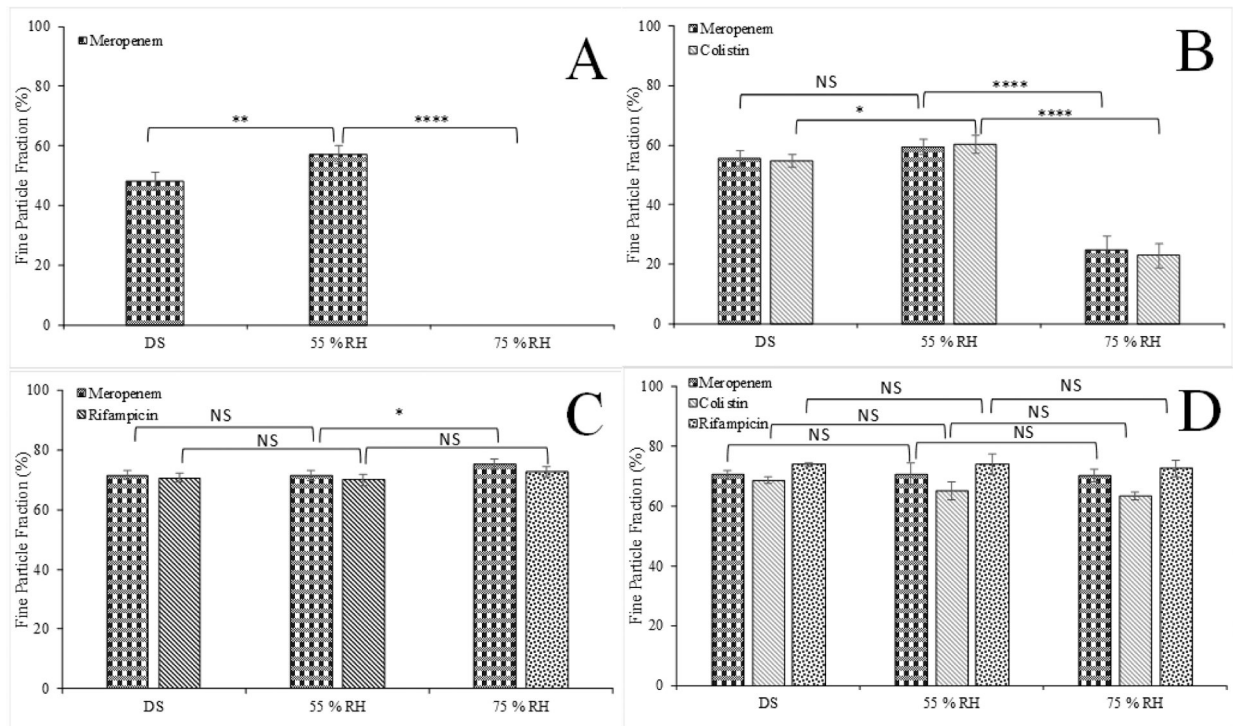 100
80
60
40
20
0
Fine Particle Fraction (%)
Meropenem
A
**
****
DS
55 % RH
75 % RH
100
80
60
40
20
0
Fine Particle Fraction (%)
Meropenem
Colistin
B
NS
****
*
****
DS
55 % RH
75 % RH
100
80
60
40
20
0
Fine Particle Fraction (%)
Meropenem
Rifampicin
C
NS
*
NS
NS
DS
55 % RH
75 % RH
100
80
60
40
20
0
Fine Particle Fraction (%)
Meropenem
Colistin
Rifampicin
D
NS
NS
NS
NS
NS
NS
DS
55 % RH
75 % RH